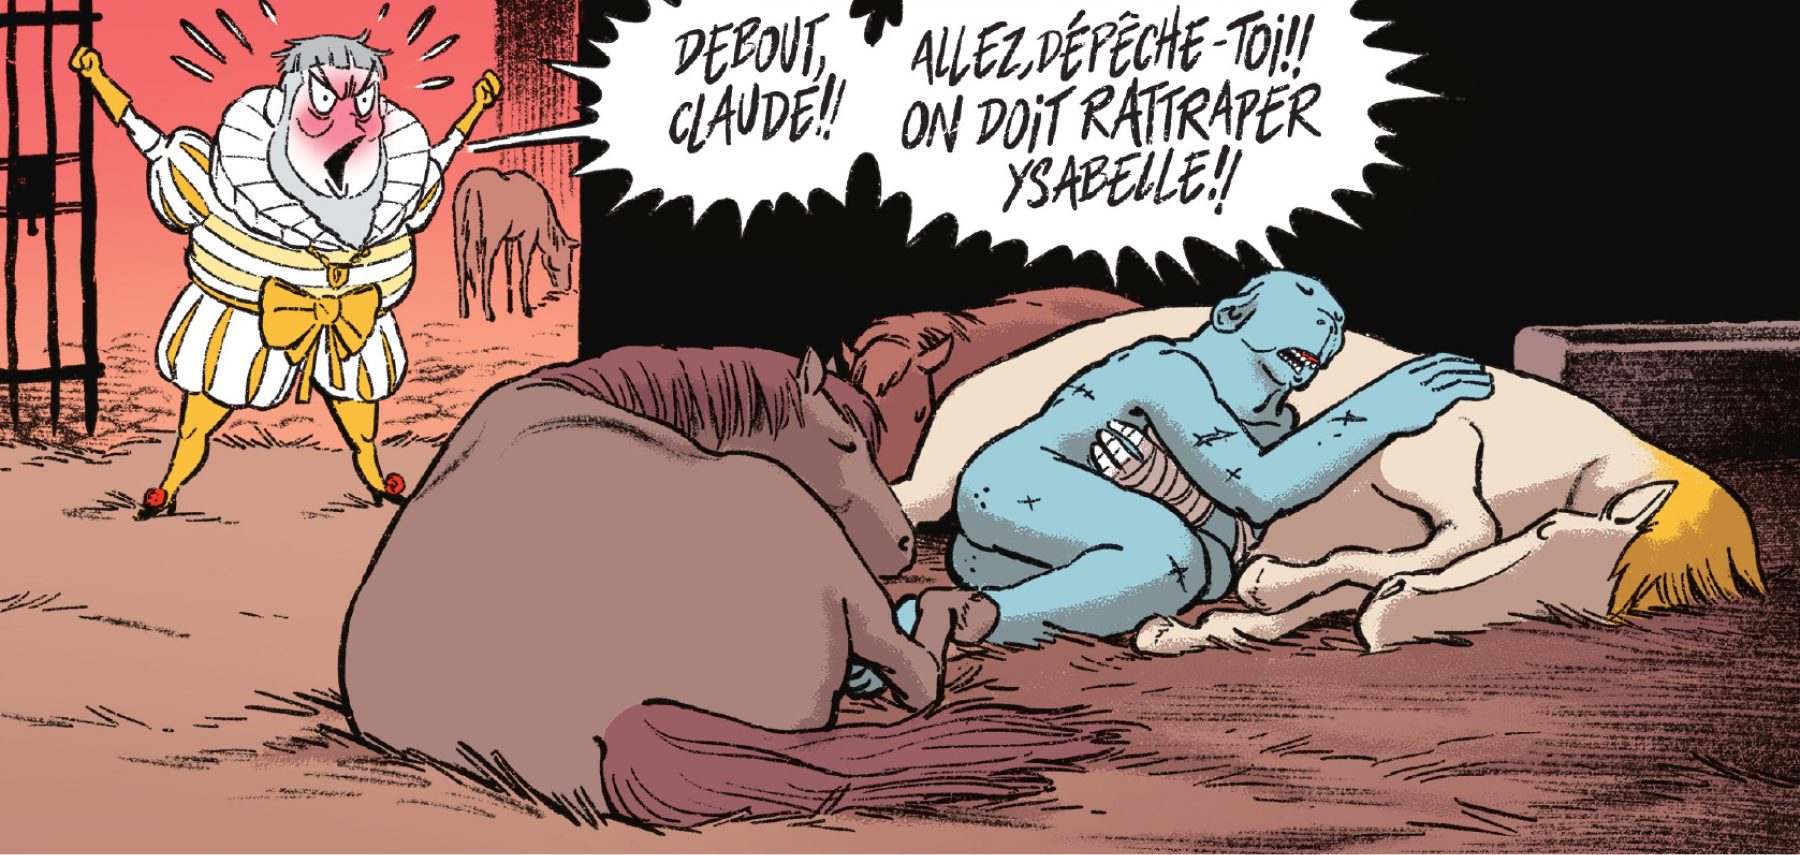 DEBOUT,
CLAUDE!!
ALLEZ, DÉPÊCHE-TOI!!
ON DOIT RATTRAPER
YSABELLE!!